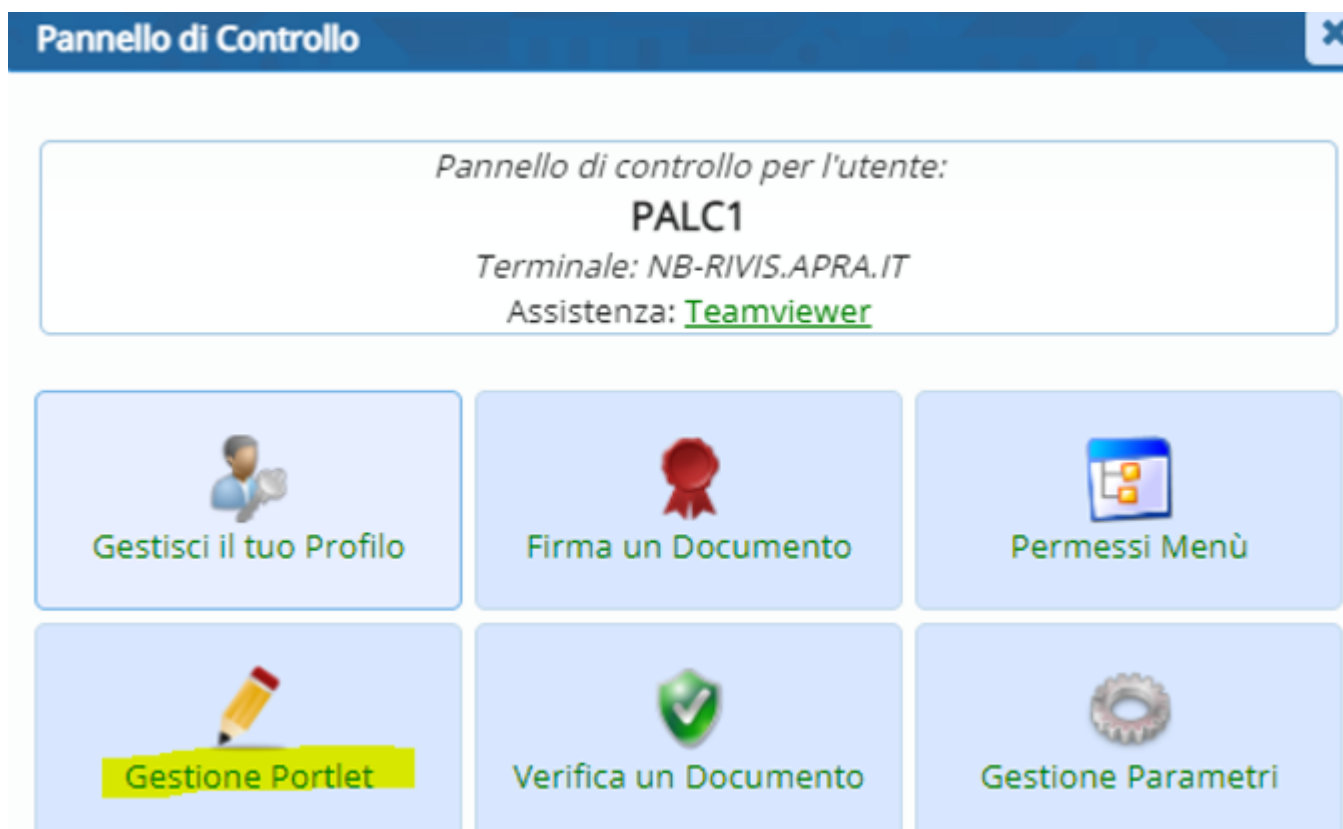 Pannello di Controllo
Pannello di controllo per l'utente:
PALC1
Terminale: NB-RIVIS.APRA.IT
Assistenza: Teamviewer
Gestisci il tuo Profilo
Firma un Documento
Permessi Menù
Gestione Portlet
Verifica un Documento
Gestione Parametri